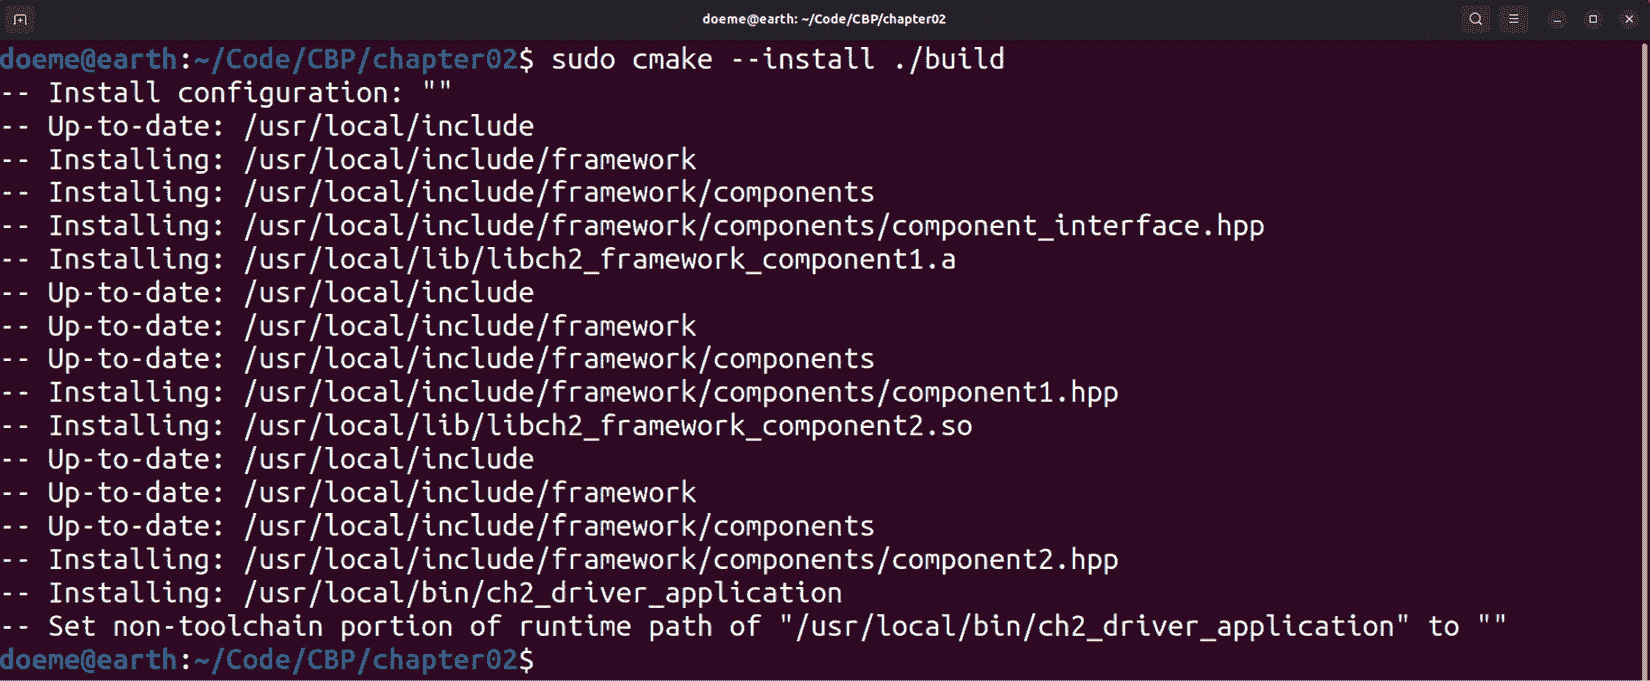 doeme@earth: ~/Code/CBP/chapter02
doeme@earth:~/Code/CBP/chapter02$ sudo cmake --install ./build
-- Install configuration: ""
-- Up-to-date: /usr/local/include
-- Installing: /usr/local/include/framework
-- Installing: /usr/local/include/framework/components
-- Installing: /usr/local/include/framework/components/component_interface.hpp
-- Installing: /usr/local/lib/libch2_framework_component1.a
-- Up-to-date: /usr/local/include
-- Up-to-date: /usr/local/include/framework
-- Up-to-date: /usr/local/include/framework/components
-- Installing: /usr/local/include/framework/components/component1.hpp
-- Installing: /usr/local/lib/libch2_framework_component2.so
-- Up-to-date: /usr/local/include
-- Up-to-date: /usr/local/include/framework
-- Up-to-date: /usr/local/include/framework/components
-- Installing: /usr/local/include/framework/components/component2.hpp
-- Installing: /usr/local/bin/ch2_driver_application
-- Set non-toolchain portion of runtime path of "/usr/local/bin/ch2_driver_application" to ""
doeme@earth:~/Code/CBP/chapter02$